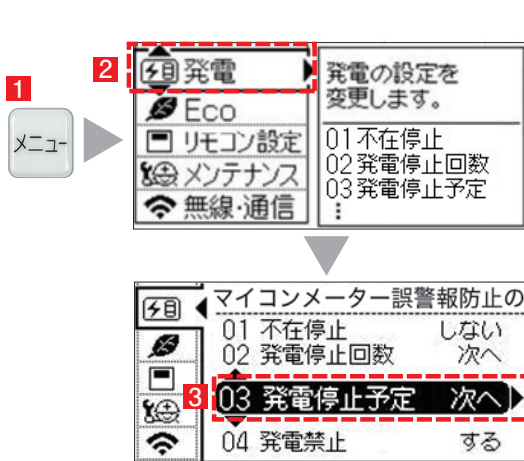 1
メニュー
2
発電
Eco
リモコン設定
メンテナンス
無線・通信
発電の設定を
変更します。
01 不在停止
02 発電停止回数
03 発電停止予定
⋮
マイコンメーター誤警報防止の
01 不在停止 しない
02 発電停止回数 次へ
3
03 発電停止予定 次へ
04 発電禁止 する